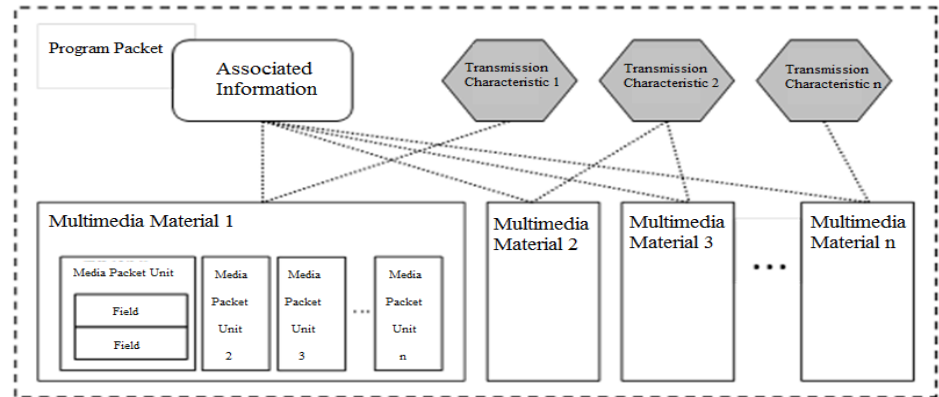 Program Packet
Associated
Information
Transmission
Characteristic 1
Transmission
Characteristic 2
Transmission
Characteristic n
Multimedia Material 1
Media Packet Unit
Field
Field
Media
Packet
Unit
2
Media
Packet
Unit
3
...
Media
Packet
Unit
n
Multimedia
Material 2
Multimedia
Material 3
...
Multimedia
Material n